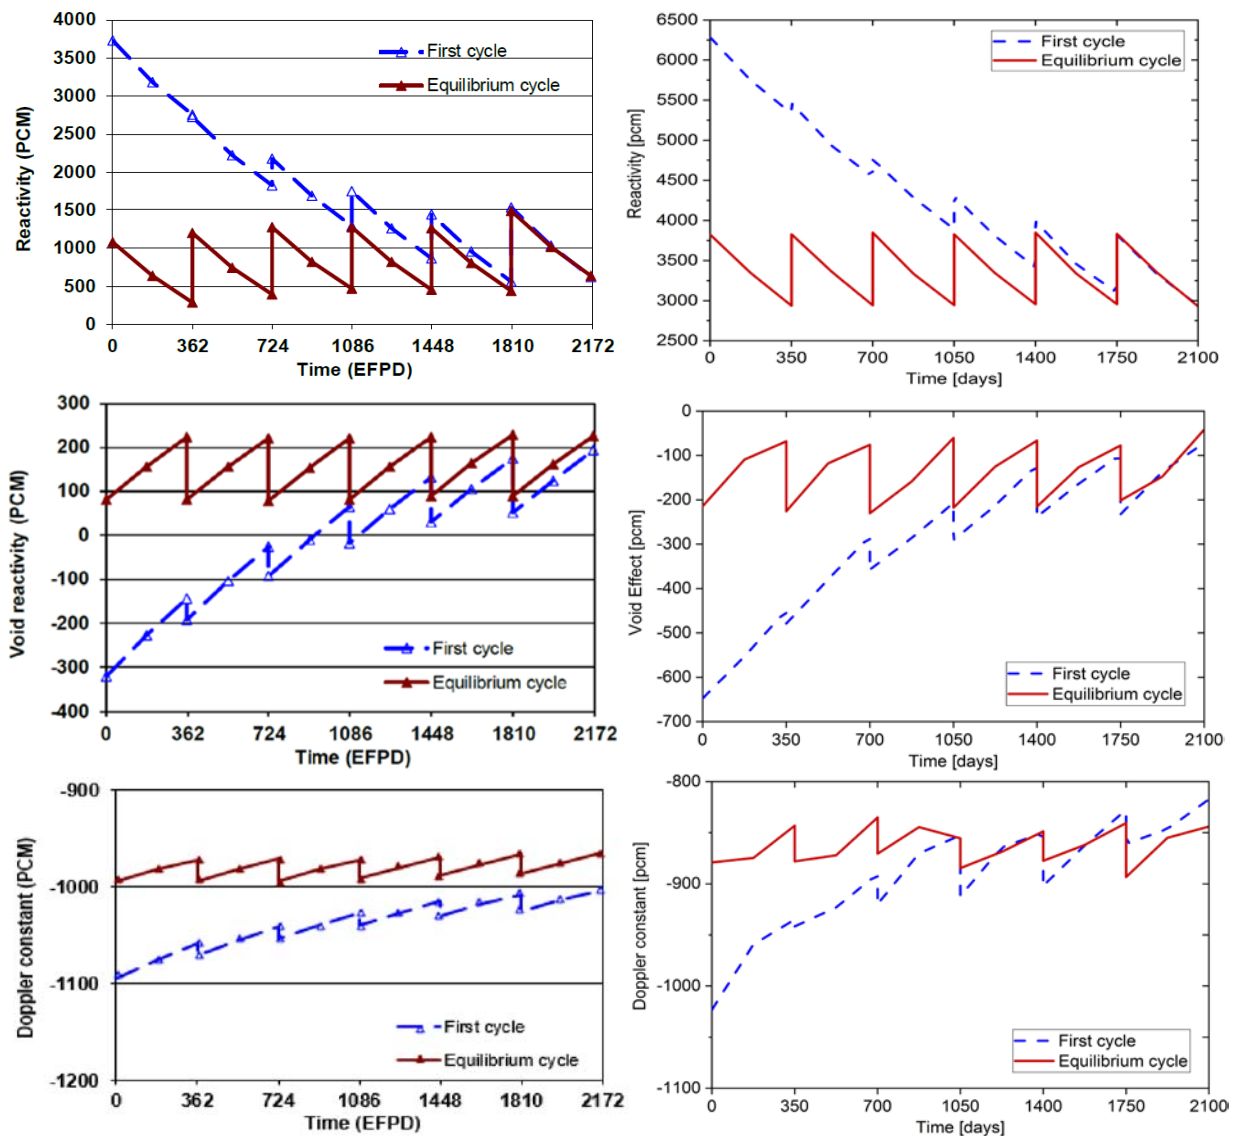 4000
3500
3000
2500
2000
1500
1000
500
0
Reactivity (PCM)
First cycle
Equilibrium cycle
0 362 724 1086 1448 1810 2172
Time (EFPD)
6500
6000
5500
5000
4500
4000
3500
3000
2500
Reactivity [pcm]
First cycle
Equilibrium cycle
0 350 700 1050 1400 1750 2100
Time [days]
300
200
100
0
-100
-200
-300
-400
Void reactivity (PCM)
First cycle
Equilibrium cycle
0 362 724 1086 1448 1810 2172
Time (EFPD)
0
-100
-200
-300
-400
-500
-600
-700
Void Effect [pcm]
First cycle
Equilibrium cycle
0 350 700 1050 1400 1750 2100
Time [days]
-900
-1000
-1100
-1200
Doppler constant (PCM)
First cycle
Equilibrium cycle
0 362 724 1086 1448 1810 2172
Time (EFPD)
-800
-900
-1000
-1100
Doppler constant [pcm]
First cycle
Equilibrium cycle
0 350 700 1050 1400 1750 2100
Time [days]